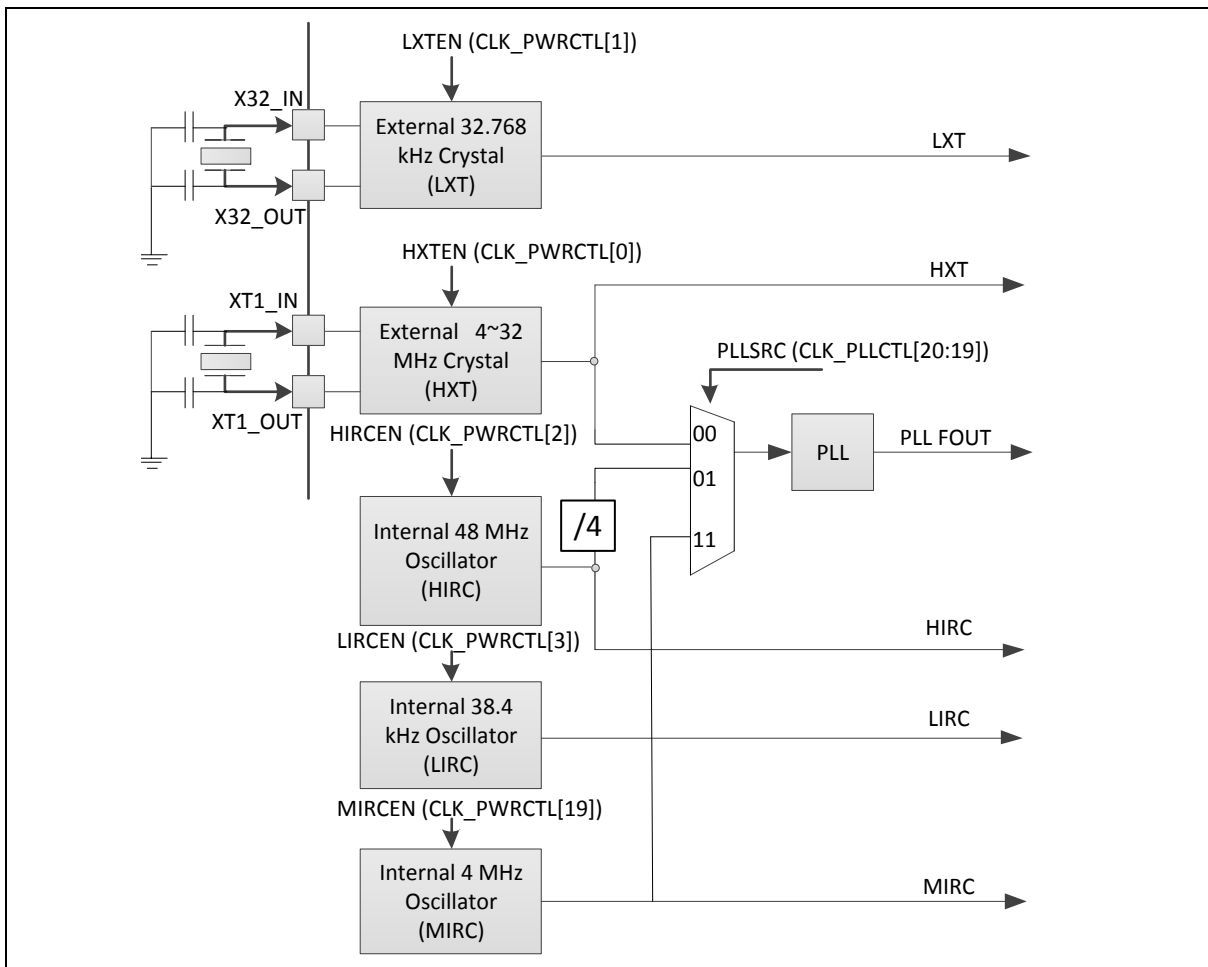 LXTEN (CLK_PWRCTL[1])
X32_IN
External 32.768
kHz Crystal
(LXT)
LXT
X32_OUT
HXTEN (CLK_PWRCTL[0])
HXT
XT1_IN
External 4~32
MHz Crystal
(HXT)
PLLSRC (CLK_PLLCTL[20:19])
XT1_OUT
HIRCEN (CLK_PWRCTL[2])
00
01
11
PLL
PLL FOUT
/4
Internal 48 MHz
Oscillator
(HIRC)
HIRC
LIRCEN (CLK_PWRCTL[3])
Internal 38.4
kHz Oscillator
(LIRC)
LIRC
MIRCEN (CLK_PWRCTL[19])
Internal 4 MHz
Oscillator
(MIRC)
MIRC